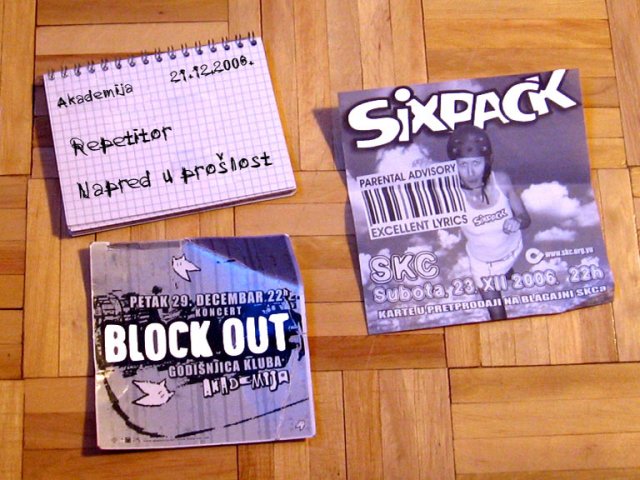 Akademija
21.12.2006.
Repetitor
Napred u prošlost
SixPAĆK
PARENTAL ADVISORY
EXCELLENT LYRICS
SixPACK
www.skc.org.yu
SKC
Subota, 23. XII 2006. 22h
KARTE U PRETPRODAJI NA BLAGAJNI SKCa
PETAK 29. DECEMBAR 22h
KONCERT
BLOCK OUT
GODIŠNJICA KLUBA
AKADEMIJA